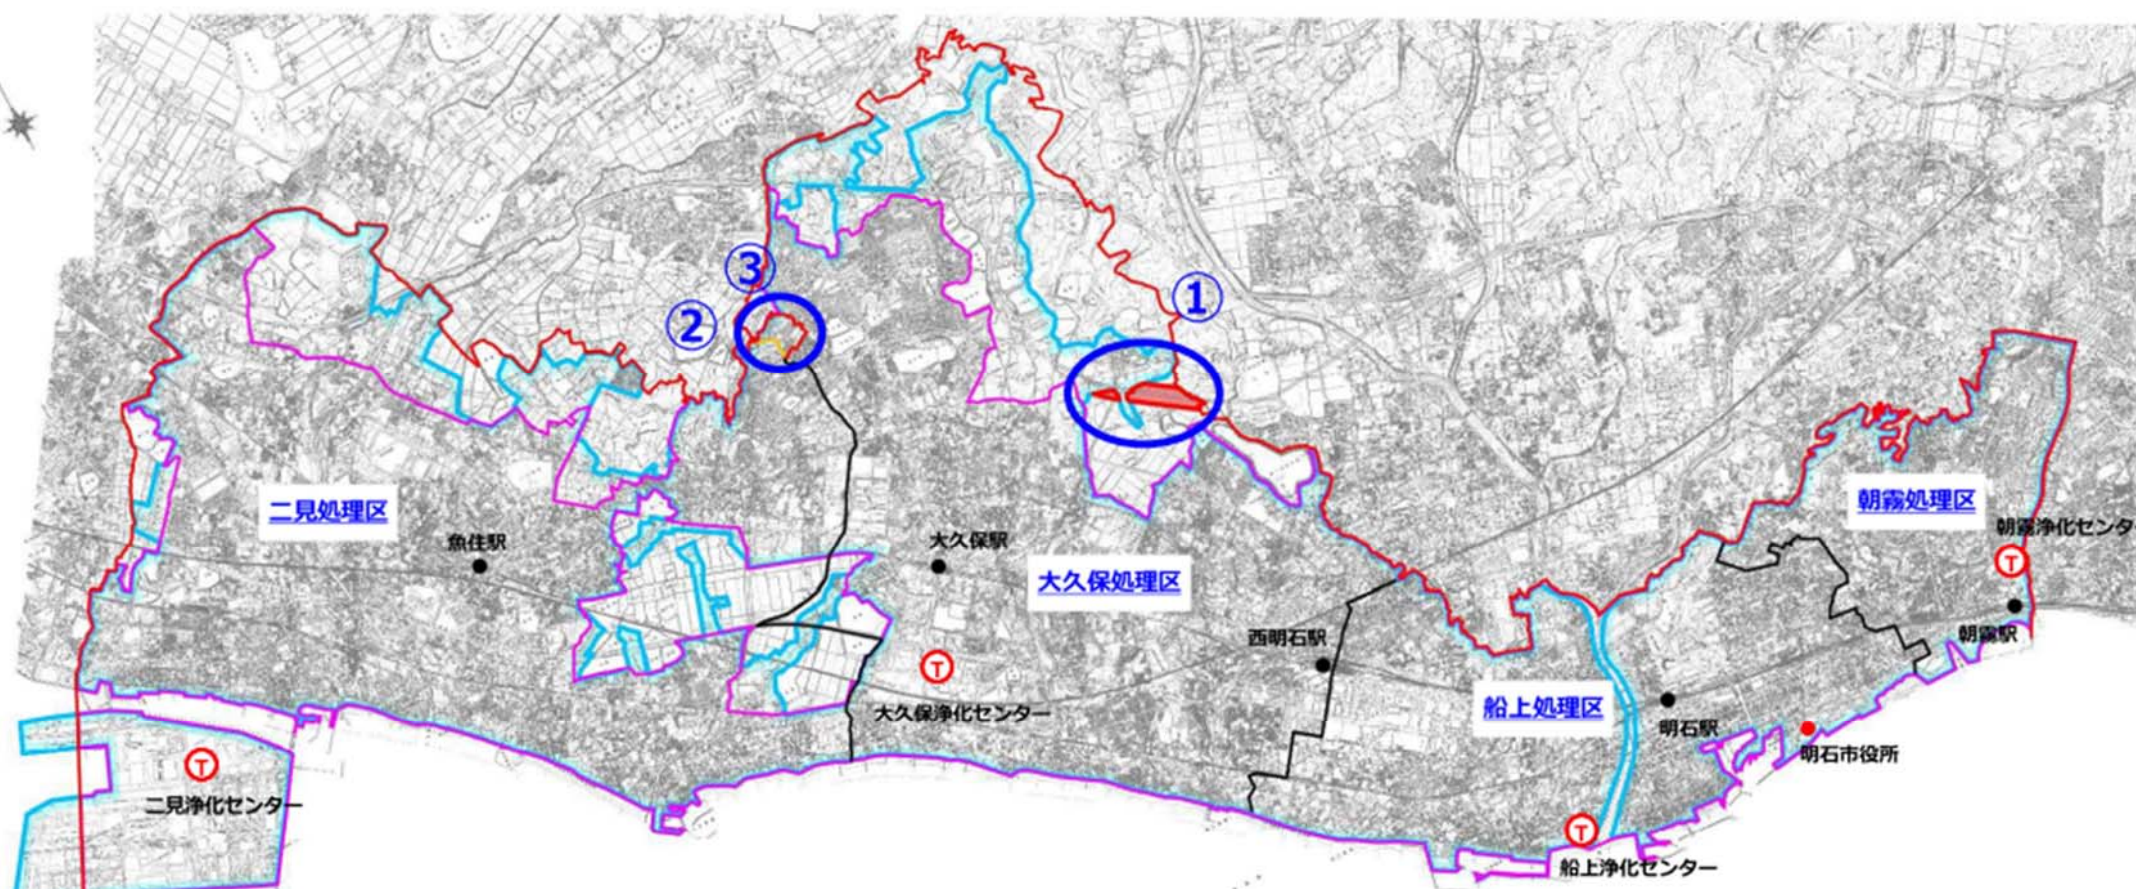 ①
③
②
二見処理区
魚住駅
大久保駅
大久保処理区
朝霧処理区
朝霧浄化センタ
T
朝霧駅
西明石駅
T
大久保浄化センター
船上処理区
明石駅
明石市役所
T
二見浄化センター
T
船上浄化センター